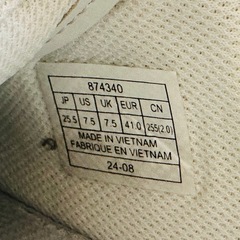 874340
JP US UK EUR CN
25.5 7.5 7.5 41.0 255(2.0)
MADE IN VIETNAM
FABRIQUE EN VIETNAM
24-08